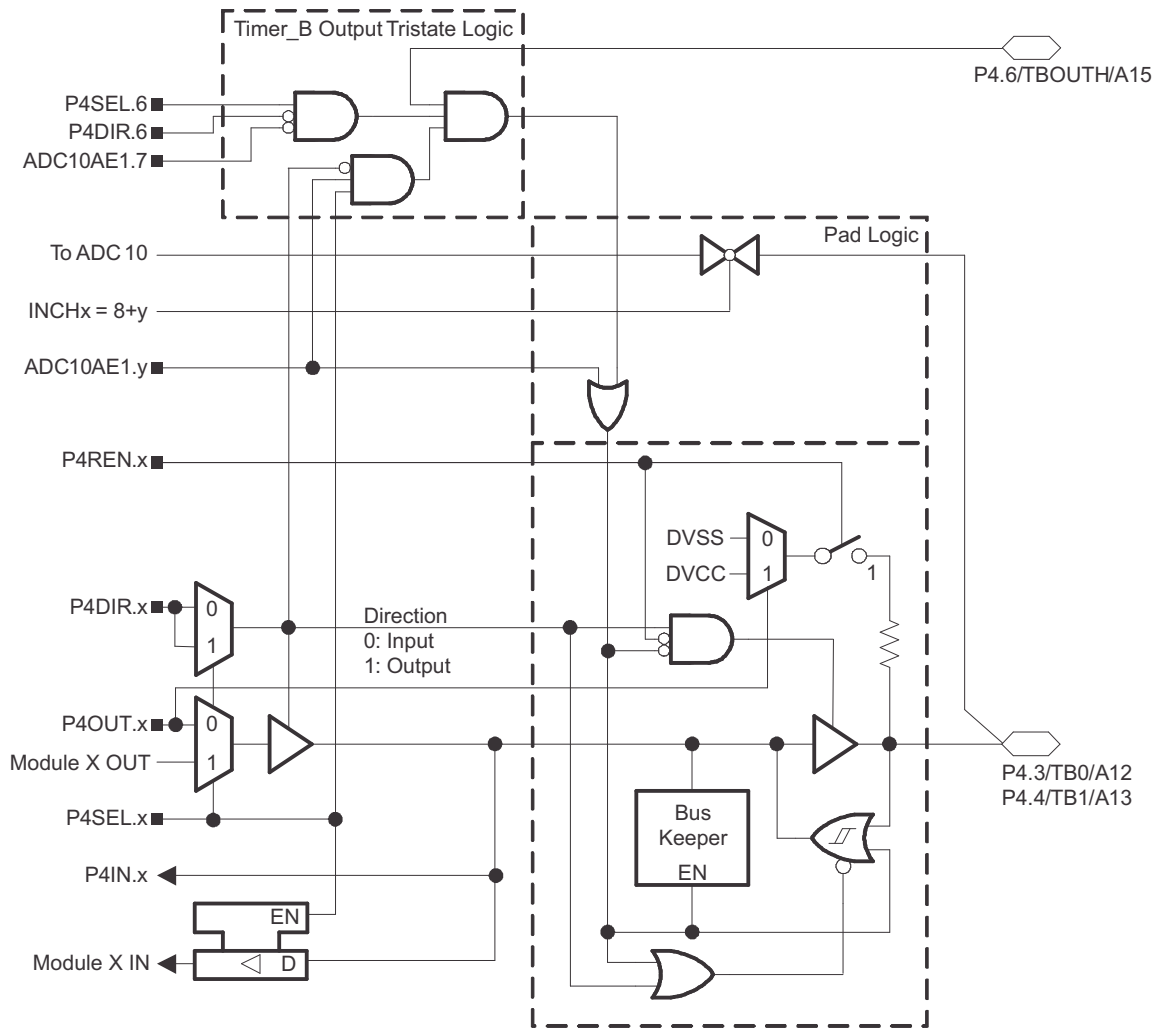 Timer_B Output Tristate Logic
P4.6/TBOUTH/A15
P4SEL.6
P4DIR.6
ADC10AE1.7
Pad Logic
To ADC 10
INCHx = 8+y
ADC10AE1.y
P4REN.x
DVSS
0
DVCC
1
1
P4DIR.x
0
1
Direction
0: Input
1: Output
P4OUT.x
0
Module X OUT
1
P4.3/TB0/A12
P4.4/TB1/A13
P4SEL.x
Bus
Keeper
EN
P4IN.x
EN
Module X IN
D